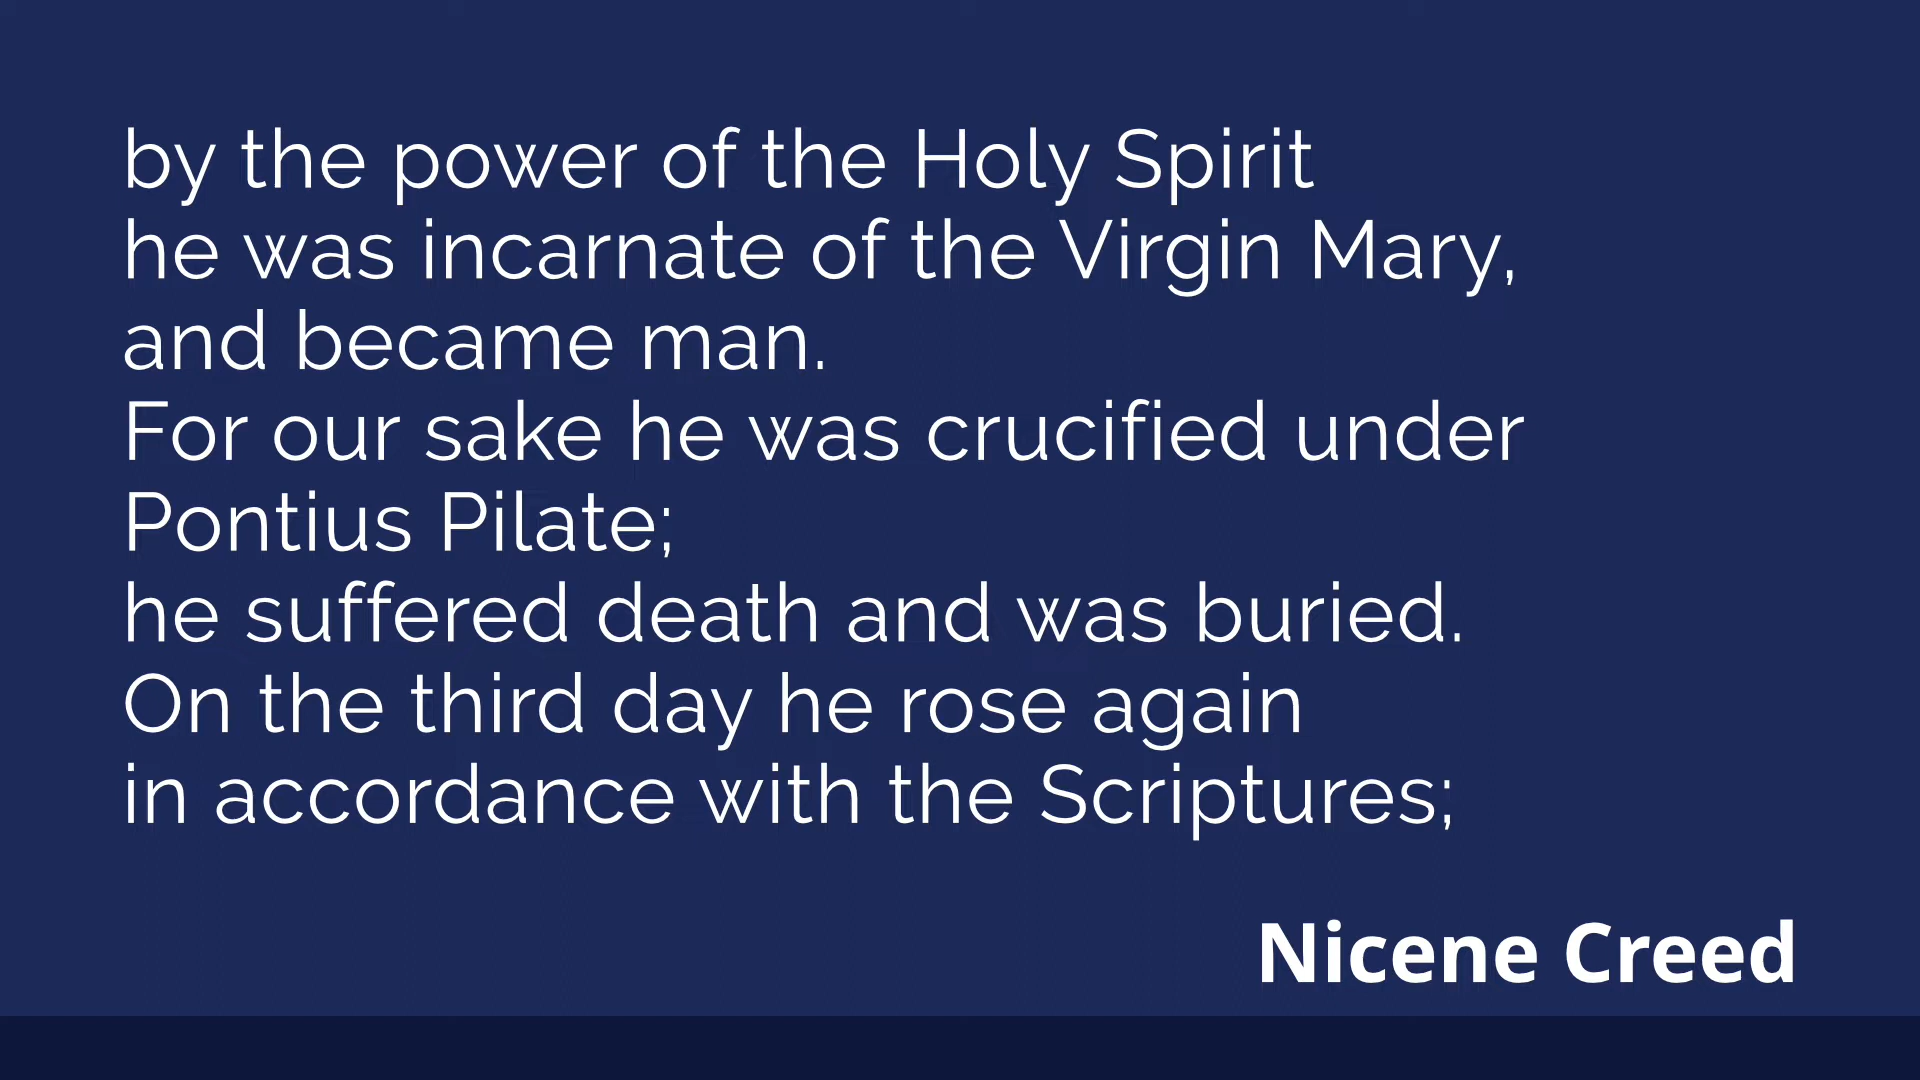 by the power of the Holy Spirit
he was incarnate of the Virgin Mary,
and became man.
For our sake he was crucified under
Pontius Pilate;
he suffered death and was buried.
On the third day he rose again
in accordance with the Scriptures;
Nicene Creed